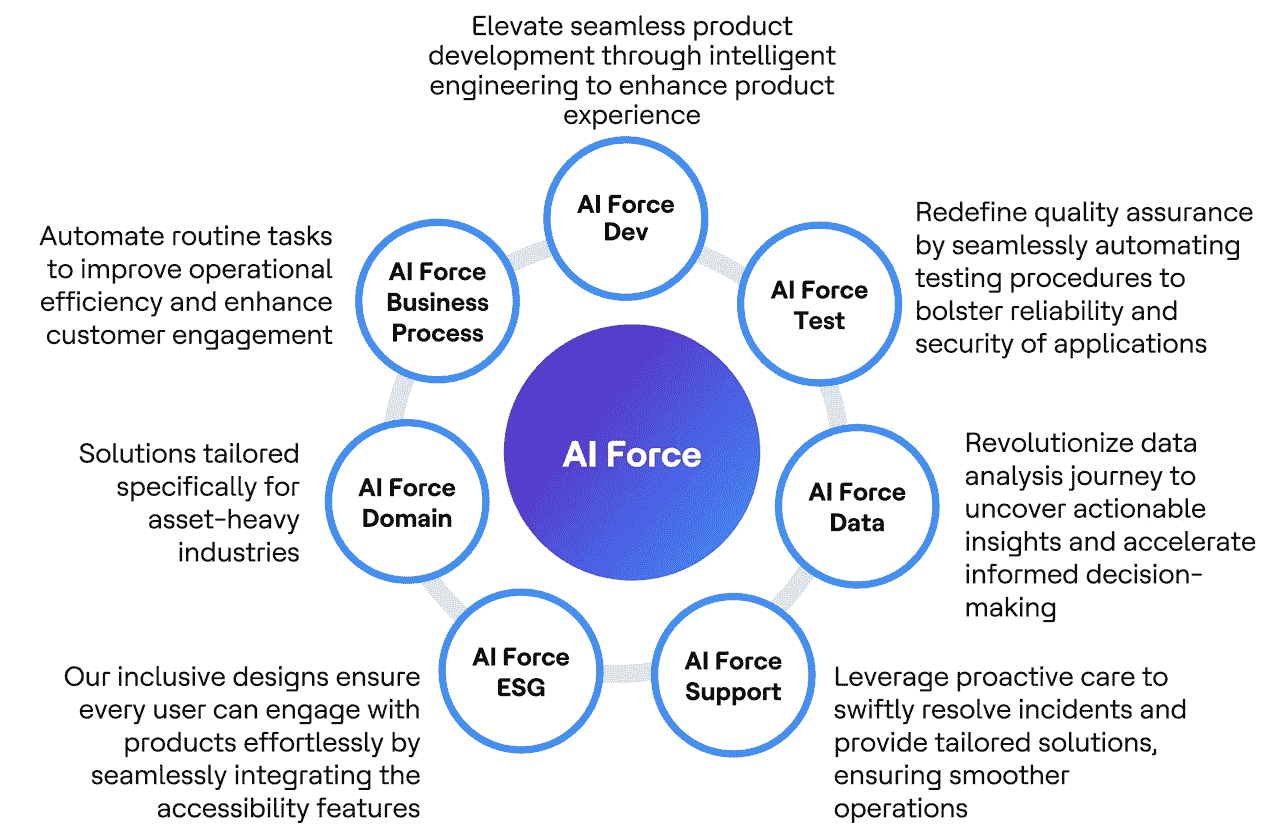 Elevate seamless product
development through intelligent
engineering to enhance product
experience
AI Force
Dev
Redefine quality assurance
by seamlessly automating
testing procedures to
bolster reliability and
security of applications
AI Force
Test
Revolutionize data
analysis journey to
uncover actionable
insights and accelerate
informed decision-
making
AI Force
Data
Leverage proactive care to
swiftly resolve incidents and
provide tailored solutions,
ensuring smoother
operations
AI Force
Support
Our inclusive designs ensure
every user can engage with
products effortlessly by
seamlessly integrating the
accessibility features
AI Force
ESG
Solutions tailored
specifically for
asset-heavy
industries
AI Force
Domain
Automate routine tasks
to improve operational
efficiency and enhance
customer engagement
AI Force
Business
Process
AI Force